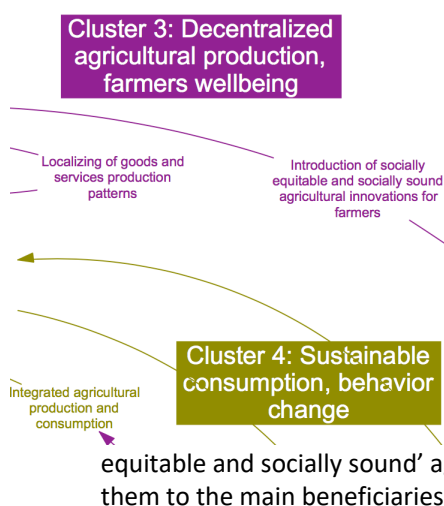 Cluster 3: Decentralized
agricultural production,
farmers wellbeing
Localizing of goods and
services production
patterns
Introduction of socially
equitable and socially sound
agricultural innovations for
farmers
Cluster 4: Sustainable
consumption, behavior
change
Integrated agricultural
production and
consumption
equitable and socially sound’ a
them to the main beneficiaries